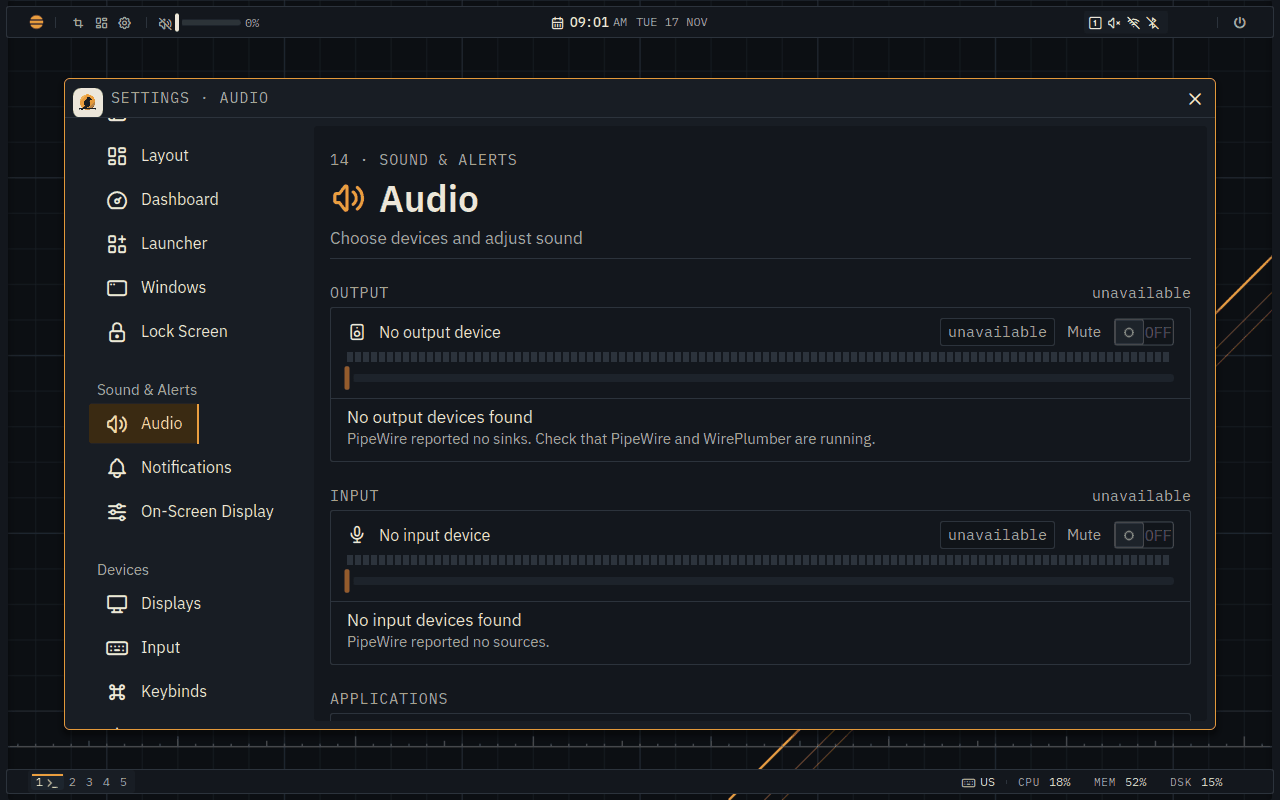 0%
09:01 AM TUE 17 NOV
1
SETTINGS · AUDIO
Layout
Dashboard
Launcher
Windows
Lock Screen
Sound & Alerts
Audio
Notifications
On-Screen Display
Devices
Displays
Input
Keybinds
14 · SOUND & ALERTS
Audio
Choose devices and adjust sound
OUTPUT unavailable
No output device unavailable Mute OFF
No output devices found
PipeWire reported no sinks. Check that PipeWire and WirePlumber are running.
INPUT unavailable
No input device unavailable Mute OFF
No input devices found
PipeWire reported no sources.
APPLICATIONS
1 2 3 4 5
US CPU 18% MEM 52% DSK 15%